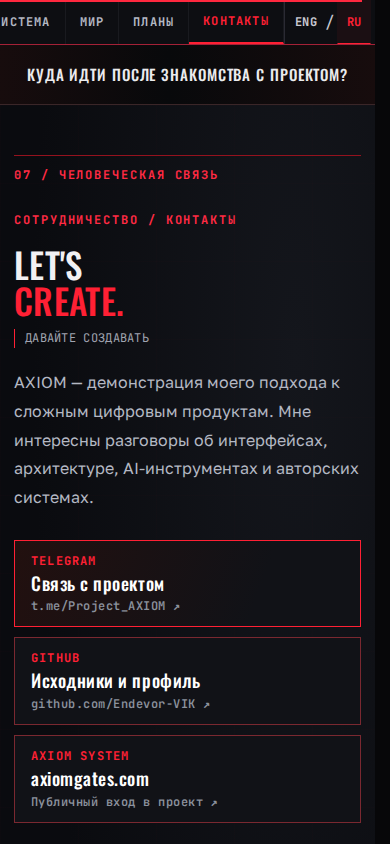 ИСТЕМА МИР ПЛАНЫ КОНТАКТЫ ENG / RU
КУДА ИДТИ ПОСЛЕ ЗНАКОМСТВА С ПРОЕКТОМ?
07 / ЧЕЛОВЕЧЕСКАЯ СВЯЗЬ
СОТРУДНИЧЕСТВО / КОНТАКТЫ
LET'S
CREATE.
ДАВАЙТЕ СОЗДАВАТЬ
AXIOM — демонстрация моего подхода к
сложным цифровым продуктам. Мне
интересны разговоры об интерфейсах,
архитектуре, AI-инструментах и авторских
системах.
TELEGRAM
Связь с проектом
t.me/Project_AXIOM ↗
GITHUB
Исходники и профиль
github.com/Endevor-VIK ↗
AXIOM SYSTEM
axiomgates.com
Публичный вход в проект ↗